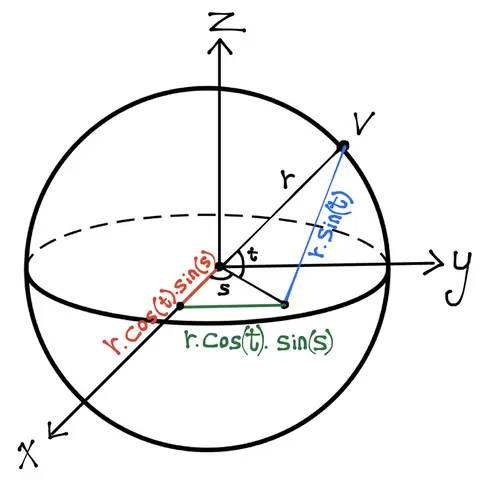 Z
V
r
r.Sin(t)
t
s
y
r.cos(t).sin(s)
r.cos(t). sin(s)
x